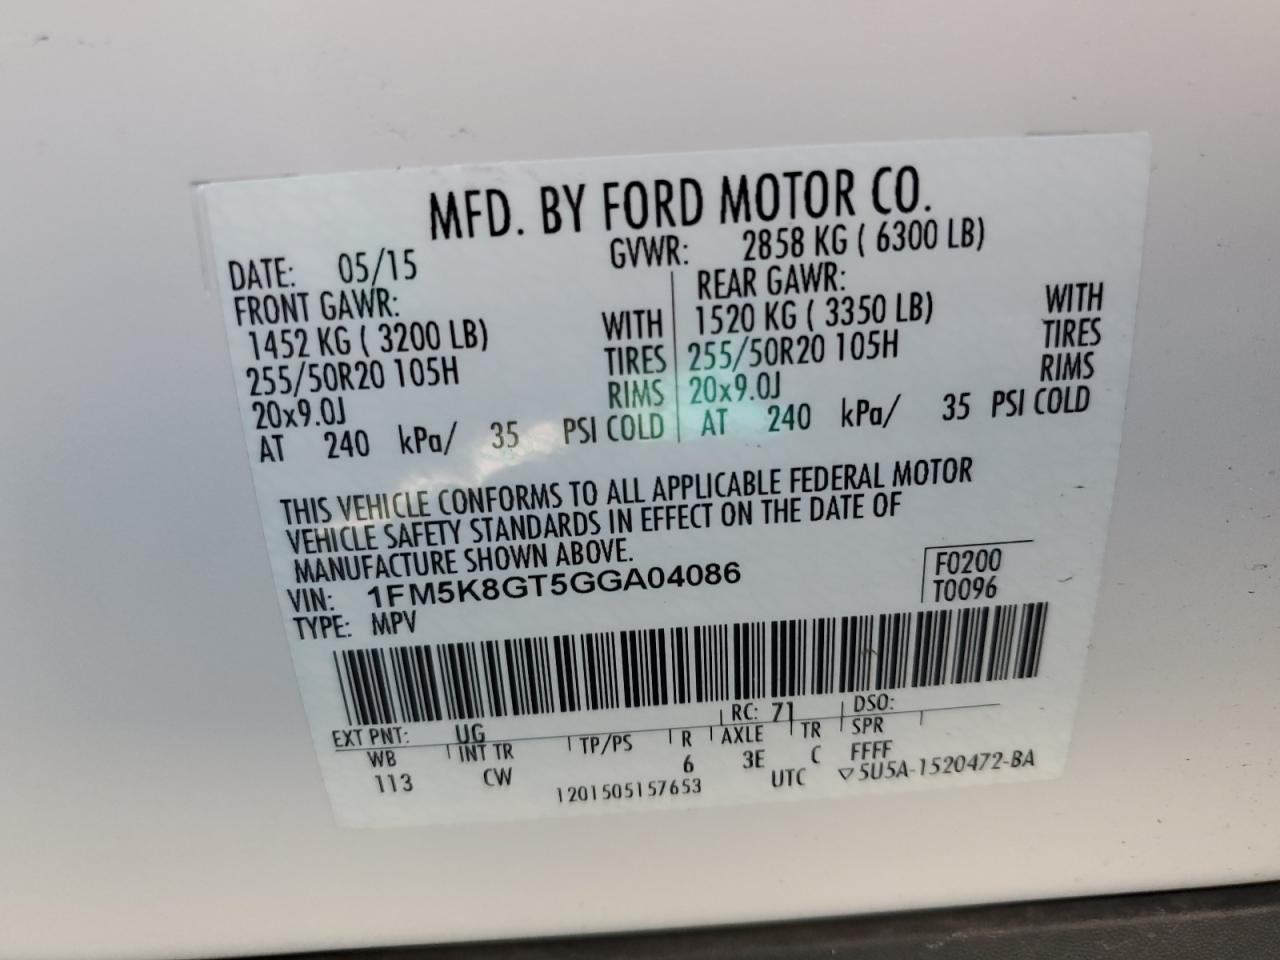 MFD. BY FORD MOTOR CO.
DATE: 05/15 GVWR: 2858 KG ( 6300 LB)
FRONT GAWR: REAR GAWR:
1452 KG ( 3200 LB) WITH 1520 KG ( 3350 LB) WITH
255/50R20 105H TIRES 255/50R20 105H TIRES
20x9.0J RIMS 20x9.0J RIMS
AT 240 kPa/ 35 PSI COLD AT 240 kPa/ 35 PSI COLD
THIS VEHICLE CONFORMS TO ALL APPLICABLE FEDERAL MOTOR
VEHICLE SAFETY STANDARDS IN EFFECT ON THE DATE OF
MANUFACTURE SHOWN ABOVE.
VIN: 1FM5K8GT5GGA04086 F0200
TYPE: MPV T0096
EXT PNT: UG RC: 71 DSO:
WB INT TR TP/PS R AXLE TR SPR
113 CW 6 3E C FFFF
1201505157653 UTC ▽5U5A-1520472-BA